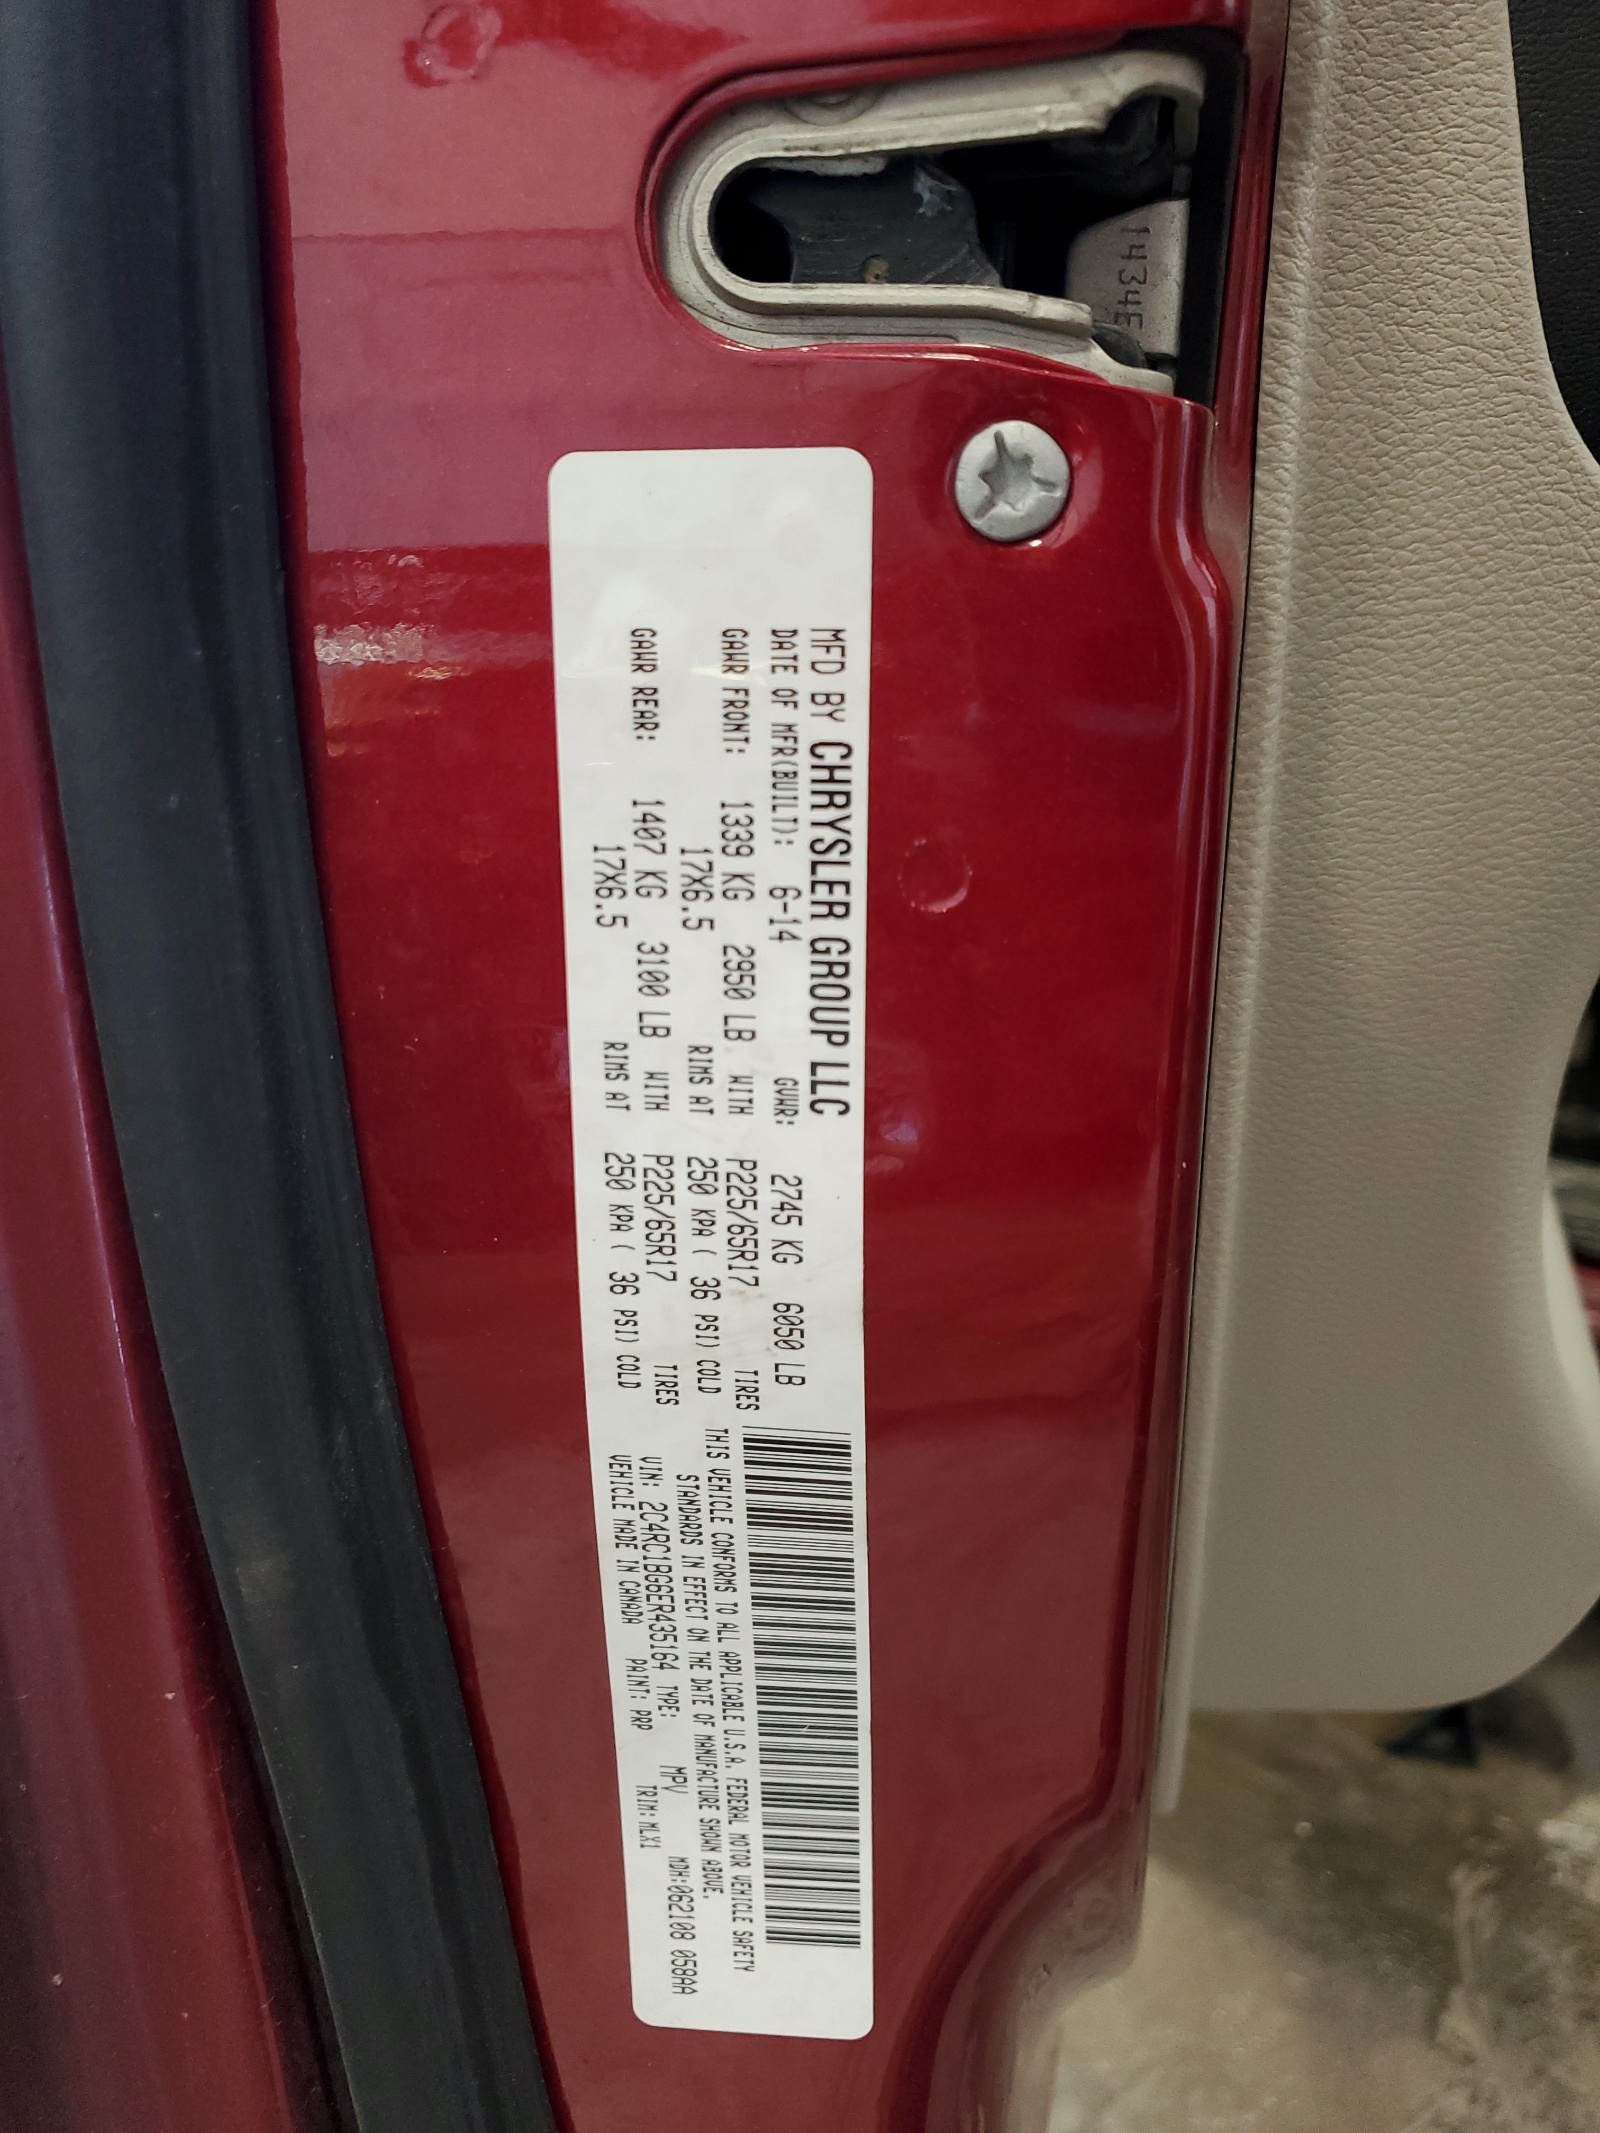 1434E
MFD BY CHRYSLER GROUP LLC
DATE OF MFR(BUILT): 6-14 GVWR: 2745 KG 6050 LB
GAWR FRONT: 1339 KG 2950 LB WITH P225/65R17 TIRES
17X6.5 RIMS AT 250 KPA ( 36 PSI) COLD
GAWR REAR: 1407 KG 3100 LB WITH P225/65R17 TIRES
17X6.5 RIMS AT 250 KPA ( 36 PSI) COLD
THIS VEHICLE CONFORMS TO ALL APPLICABLE U.S.A. FEDERAL MOTOR VEHICLE SAFETY
STANDARDS IN EFFECT ON THE DATE OF MANUFACTURE SHOWN ABOVE.
VIN: 2C4RC1BG6ER435164 TYPE: MPV MDH:062108 058AA
VEHICLE MADE IN CANADA PAINT: PRP TRIM:MLX1